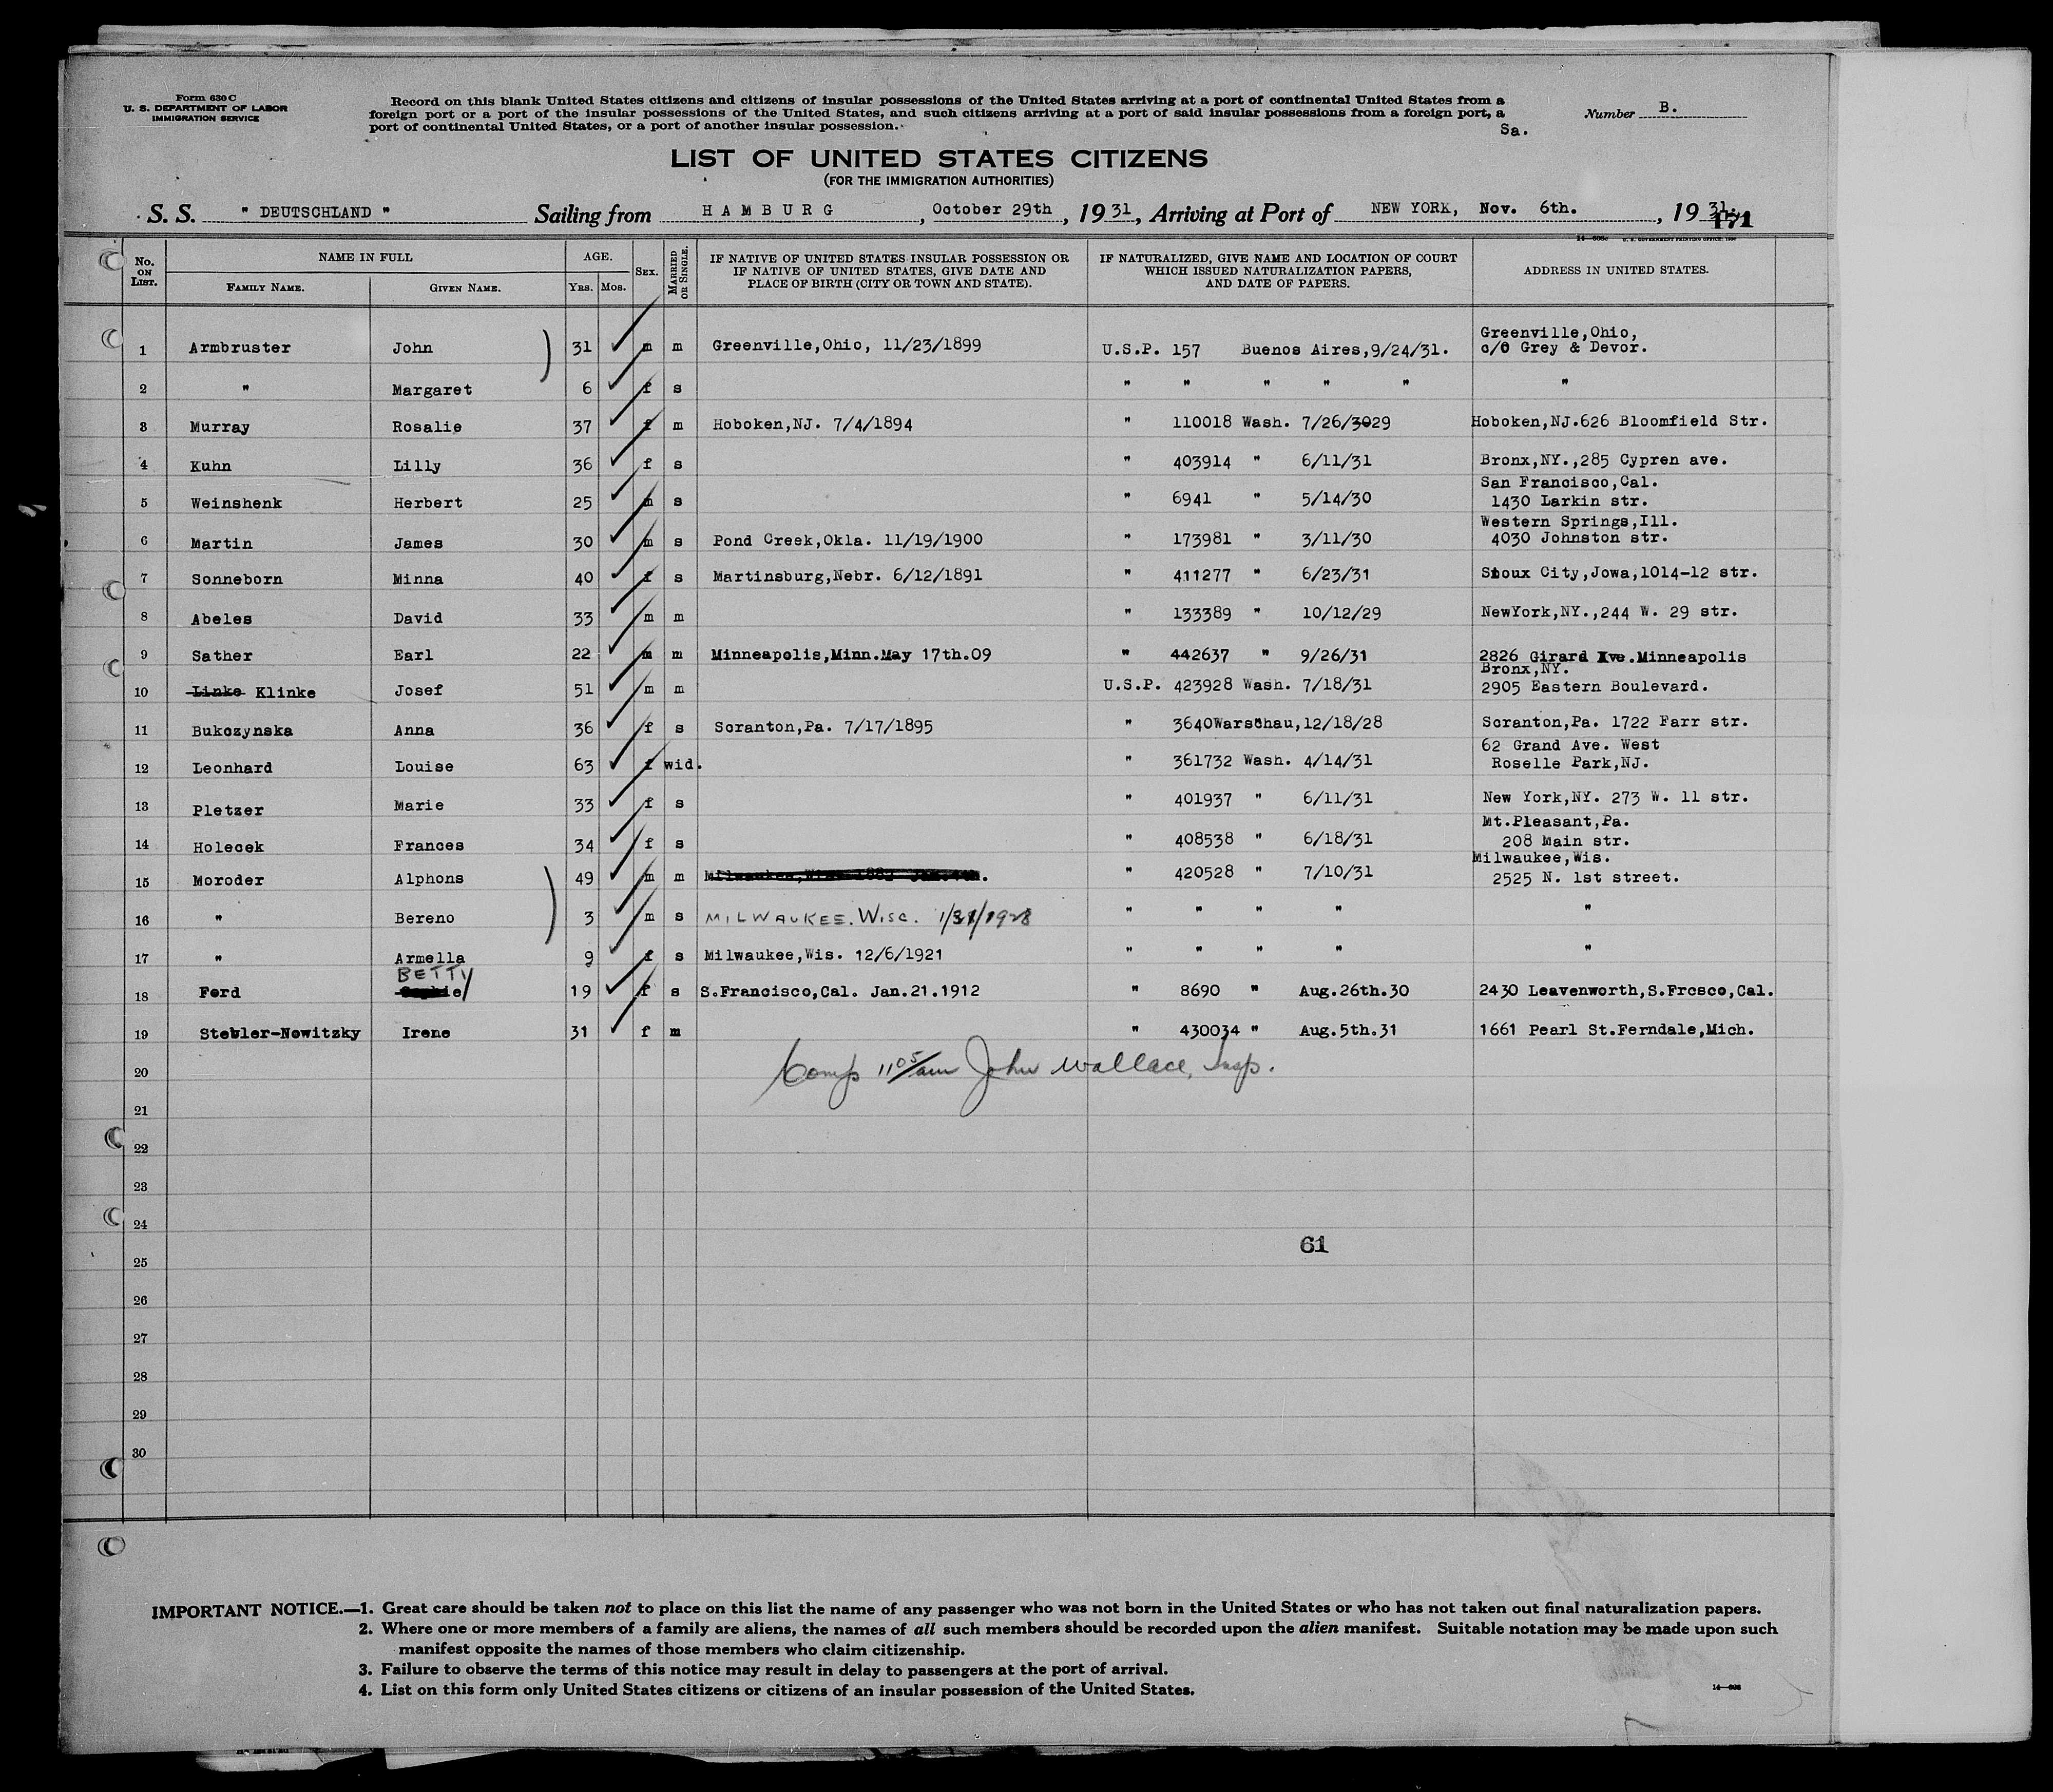 Form 630 C
U. S. DEPARTMENT OF LABOR
IMMIGRATION SERVICE
Record on this blank United States citizens and citizens of insular possessions of the United States arriving at a port of continental United States from a
foreign port or a port of the insular possessions of the United States, and such citizens arriving at a port of said insular possessions from a foreign port, a
port of continental United States, or a port of another insular possession.
Number B.
Sa.
LIST OF UNITED STATES CITIZENS
(FOR THE IMMIGRATION AUTHORITIES)
S. S. " DEUTSCHLAND " Sailing from HAMBURG, October 29th, 1931, Arriving at Port of NEW YORK, Nov. 6th., 1931
171
No. ON LIST. NAME IN FULL AGE. SEX. MARRIED OR SINGLE. IF NATIVE OF UNITED STATES INSULAR POSSESSION OR IF NATIVE OF UNITED STATES, GIVE DATE AND PLACE OF BIRTH (CITY OR TOWN AND STATE). IF NATURALIZED, GIVE NAME AND LOCATION OF COURT WHICH ISSUED NATURALIZATION PAPERS, AND DATE OF PAPERS. ADDRESS IN UNITED STATES.
FAMILY NAME. GIVEN NAME. YRS. MOS.
1 Armbruster John 31 m m Greenville,Ohio, 11/23/1899 U.S.P. 157 Buenos Aires,9/24/31. Greenville,Ohio, c/o Grey & Devor.
2 " Margaret 6 f s " " " " " "
3 Murray Rosalie 37 f m Hoboken,NJ. 7/4/1894 " 110018 Wash. 7/26/3029 Hoboken,NJ.626 Bloomfield Str.
4 Kuhn Lilly 36 f s " 403914 " 6/11/31 Bronx,NY.,285 Cypren ave.
5 Weinshenk Herbert 25 m s " 6941 " 5/14/30 San Francisco,Cal. 1430 Larkin str.
6 Martin James 30 m s Pond Creek,Okla. 11/19/1900 " 173981 " 3/11/30 Western Springs,Ill. 4030 Johnston str.
7 Sonneborn Minna 40 f s Martinsburg,Nebr. 6/12/1891 " 411277 " 6/23/31 Sioux City,Jowa,1014-12 str.
8 Abeles David 33 m m " 133389 " 10/12/29 NewYork,NY.,244 W. 29 str.
9 Sather Earl 22 m m Minneapolis,Minn.May 17th.09 " 442637 " 9/26/31 2826 Girard Ave.Minneapolis
10 Linke Klinke Josef 51 m m U.S.P. 423928 Wash. 7/18/31 Bronx,NY. 2905 Eastern Boulevard.
11 Bukczynska Anna 36 f s Scranton,Pa. 7/17/1895 " 3640Warschau,12/18/28 Scranton,Pa. 1722 Farr str.
12 Leonhard Louise 63 f wid. " 361732 Wash. 4/14/31 62 Grand Ave. West Roselle Park,NJ.
13 Pletzer Marie 33 f s " 401937 " 6/11/31 New York,NY. 273 W. 11 str.
14 Holecek Frances 34 f s " 408538 " 6/18/31 Mt.Pleasant,Pa. 208 Main str.
15 Moroder Alphons 49 m m " 420528 " 7/10/31 Milwaukee,Wis. 2525 N. 1st street.
16 " Bereno 3 m s MILWAUKEE. Wisc. 1/31/1928 " " " " "
17 " Armella 9 f s Milwaukee,Wis. 12/6/1921 " " " " "
18 Ford BETTY 19 f s S.Francisco,Cal. Jan.21.1912 " 8690 " Aug.26th.30 2430 Leavenworth,S.Fresco,Cal.
19 Stebler-Nowitzky Irene 31 f m " 430034 " Aug.5th.31 1661 Pearl St.Ferndale,Mich.
20 Comp 1105/am John Wallace, Insp.
21
22
23
24
61
25
26
27
28
29
30
IMPORTANT NOTICE.—1. Great care should be taken not to place on this list the name of any passenger who was not born in the United States or who has not taken out final naturalization papers.
2. Where one or more members of a family are aliens, the names of all such members should be recorded upon the alien manifest. Suitable notation may be made upon such
manifest opposite the names of those members who claim citizenship.
3. Failure to observe the terms of this notice may result in delay to passengers at the port of arrival.
4. List on this form only United States citizens or citizens of an insular possession of the United States.